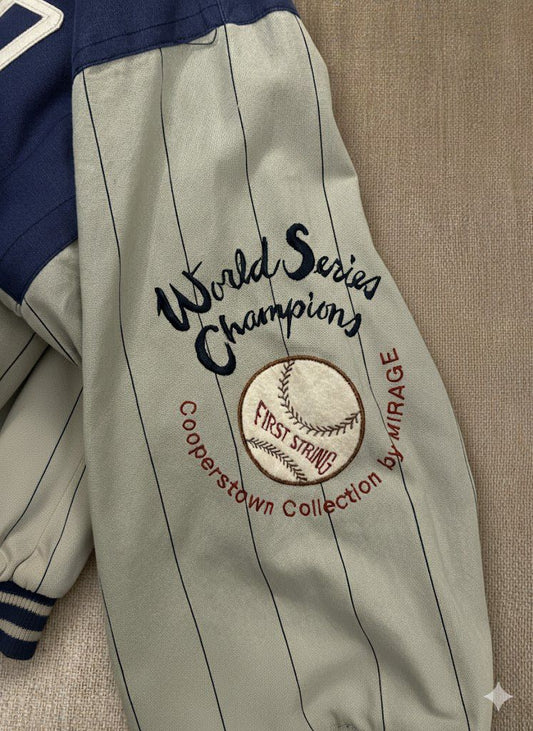 World Series
Champions
FIRST STRING
Cooperstown Collection by MIRAGE